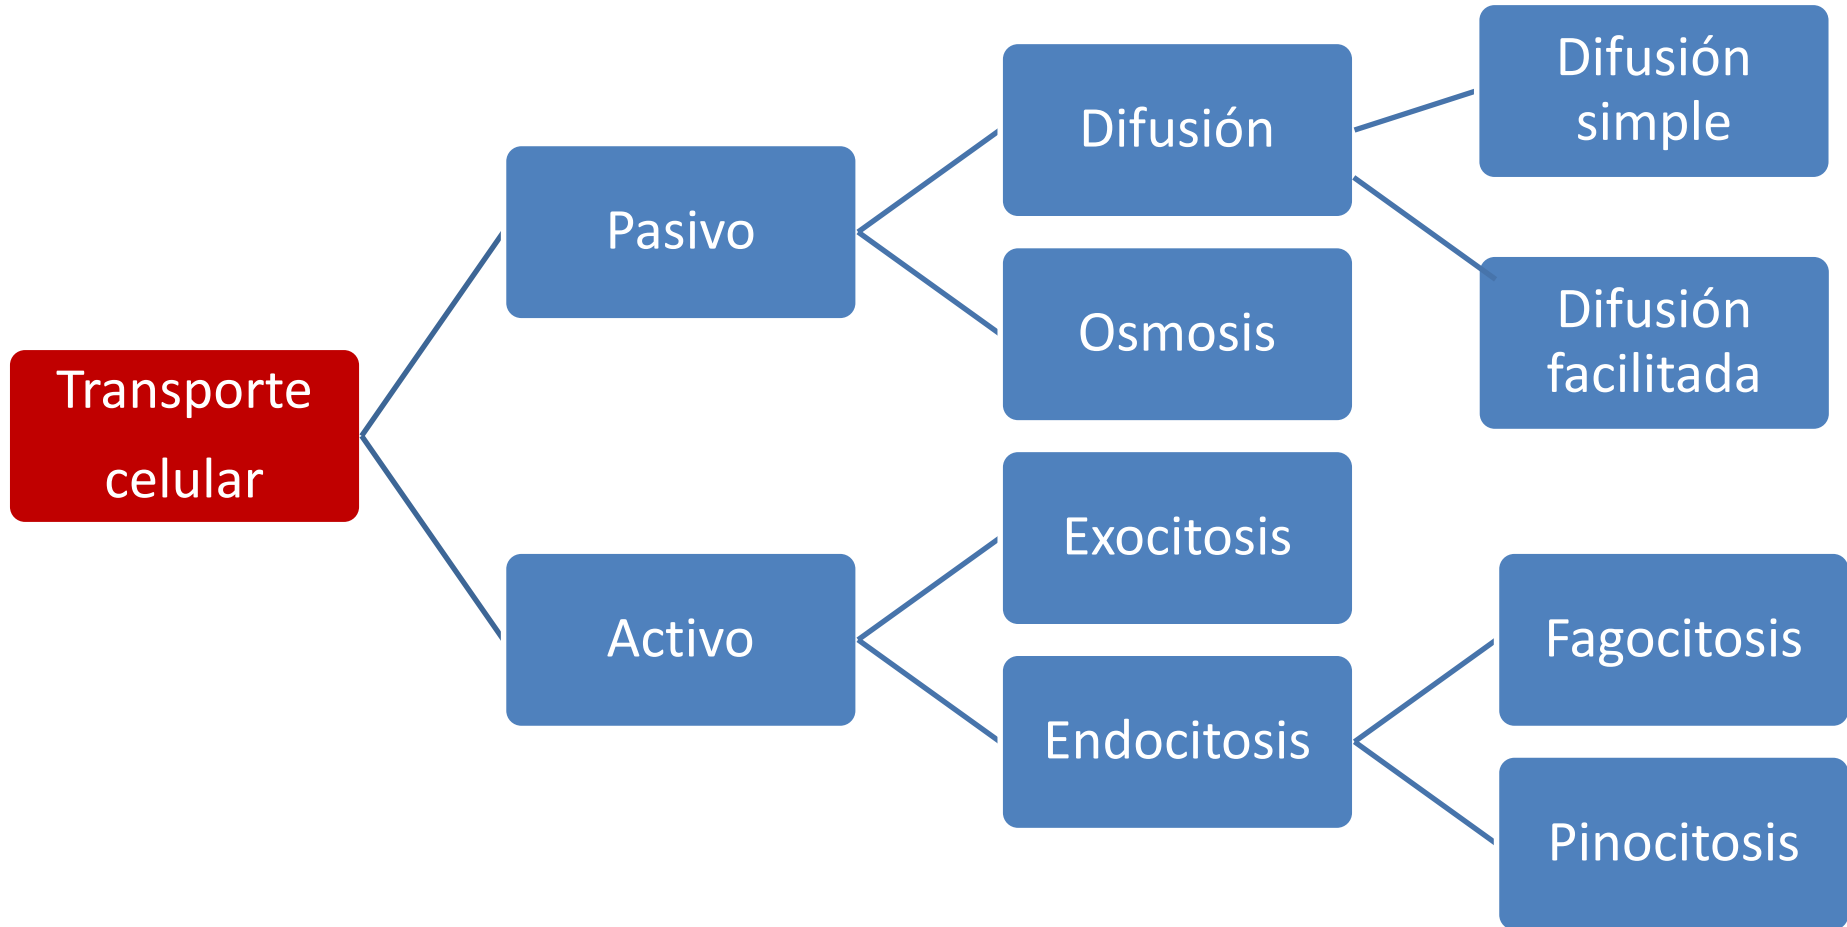 Transporte
celular
Pasivo
Difusión
Difusión
simple
Difusión
facilitada
Osmosis
Activo
Exocitosis
Endocitosis
Fagocitosis
Pinocitosis